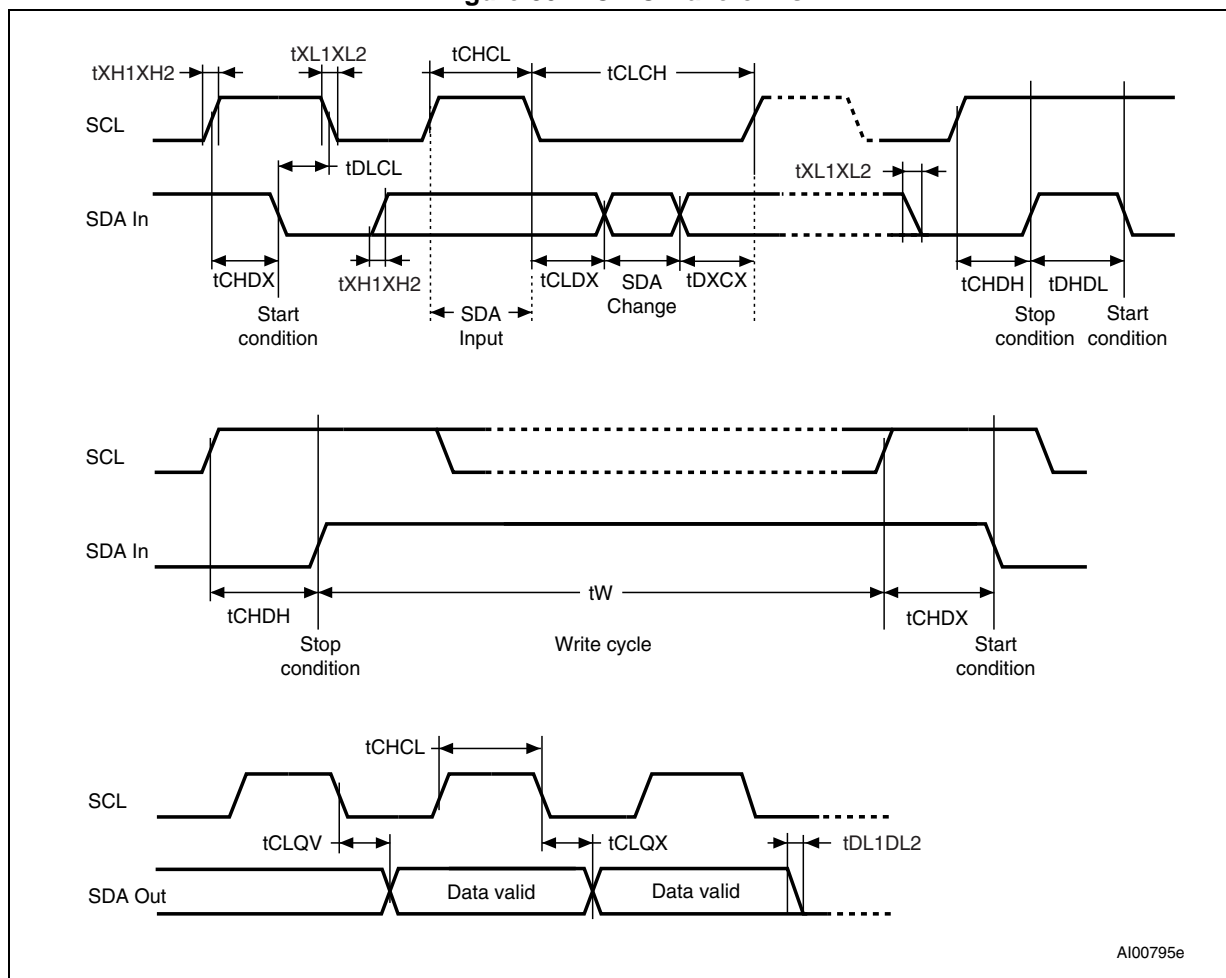 tXH1XH2
tXL1XL2
tCHCL
tCLCH
SCL
tDLCL
tXL1XL2
SDA In
tCHDX
tXH1XH2
tCLDX
SDA
Change
tDXCX
tCHDH
tDHDL
Start
condition
SDA
Input
Stop
condition
Start
condition
SCL
SDA In
tCHDH
tW
tCHDX
Stop
condition
Write cycle
Start
condition
tCHCL
SCL
tCLQV
tCLQX
tDL1DL2
SDA Out
Data valid
Data valid
AI00795e